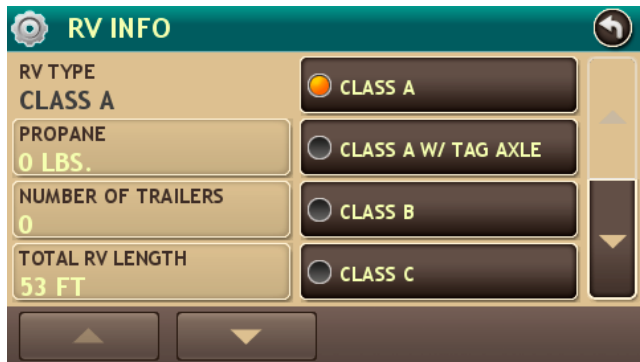 RV INFO
RV TYPE
CLASS A
PROPANE
0 LBS.
NUMBER OF TRAILERS
0
TOTAL RV LENGTH
53 FT
CLASS A
CLASS A W/ TAG AXLE
CLASS B
CLASS C